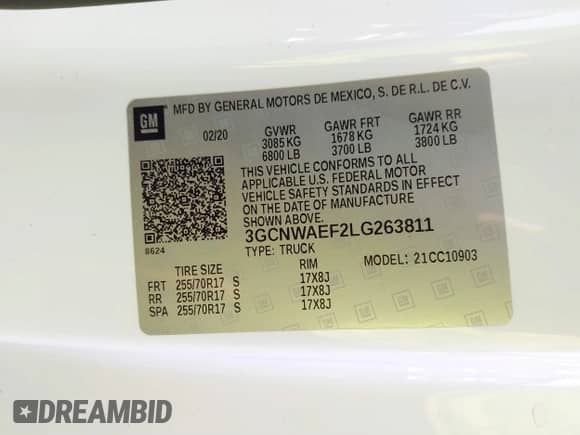 GM
MFD BY GENERAL MOTORS DE MEXICO, S. DE R.L. DE C.V.
02/20 GVWR GAWR FRT GAWR RR
3085 KG 1678 KG 1724 KG
6800 LB 3700 LB 3800 LB
THIS VEHICLE CONFORMS TO ALL
APPLICABLE U.S. FEDERAL MOTOR
VEHICLE SAFETY STANDARDS IN EFFECT
ON THE DATE OF MANUFACTURE
SHOWN ABOVE.
8624
3GCNWAEF2LG263811
TYPE: TRUCK
MODEL: 21CC10903
TIRE SIZE RIM
FRT 255/70R17 S 17X8J
RR 255/70R17 S 17X8J
SPA 255/70R17 S 17X8J
DREAMBID